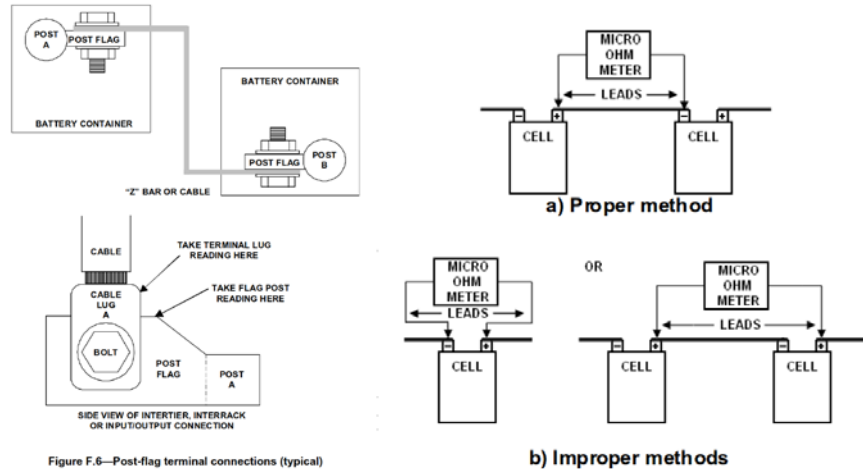 POST
A
POST FLAG
BATTERY CONTAINER
BATTERY CONTAINER
POST FLAG
POST
B
"Z" BAR OR CABLE
CABLE
TAKE TERMINAL LUG
READING HERE
CABLE
LUG
A
TAKE FLAG POST
READING HERE
BOLT
POST
FLAG
POST
A
SIDE VIEW OF INTERTIER, INTERRACK
OR INPUT/OUTPUT CONNECTION
Figure F.6—Post-flag terminal connections (typical)
MICRO
OHM
METER
LEADS
− +
CELL
− +
CELL
a) Proper method
MICRO
OHM
METER
LEADS
− +
CELL
OR
MICRO
OHM
METER
LEADS
− +
CELL
− +
CELL
b) Improper methods